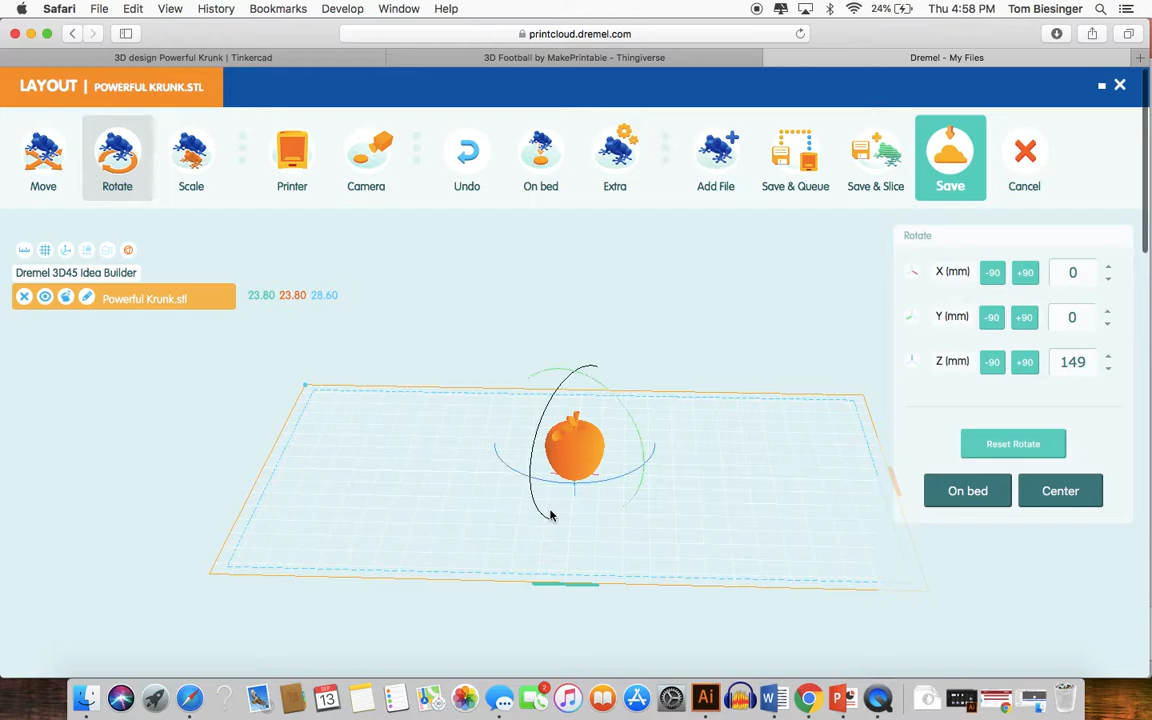 Safari File Edit View History Bookmarks Develop Window Help 24% Thu 4:58 PM Tom Biesinger
printcloud.dremel.com
3D design Powerful Krunk | Tinkercad 3D Football by MakePrintable - Thingiverse Dremel - My Files
LAYOUT | POWERFUL KRUNK.STL
Move Rotate Scale Printer Camera Undo On bed Extra Add File Save & Queue Save & Slice Save Cancel
Rotate
Dremel 3D45 Idea Builder
X (mm) -90 +90 0
Powerful Krunk.stl 23.80 23.80 28.60
Y (mm) -90 +90 0
Z (mm) -90 +90 149
Reset Rotate
On bed Center
SEP
13
2
Ai W P